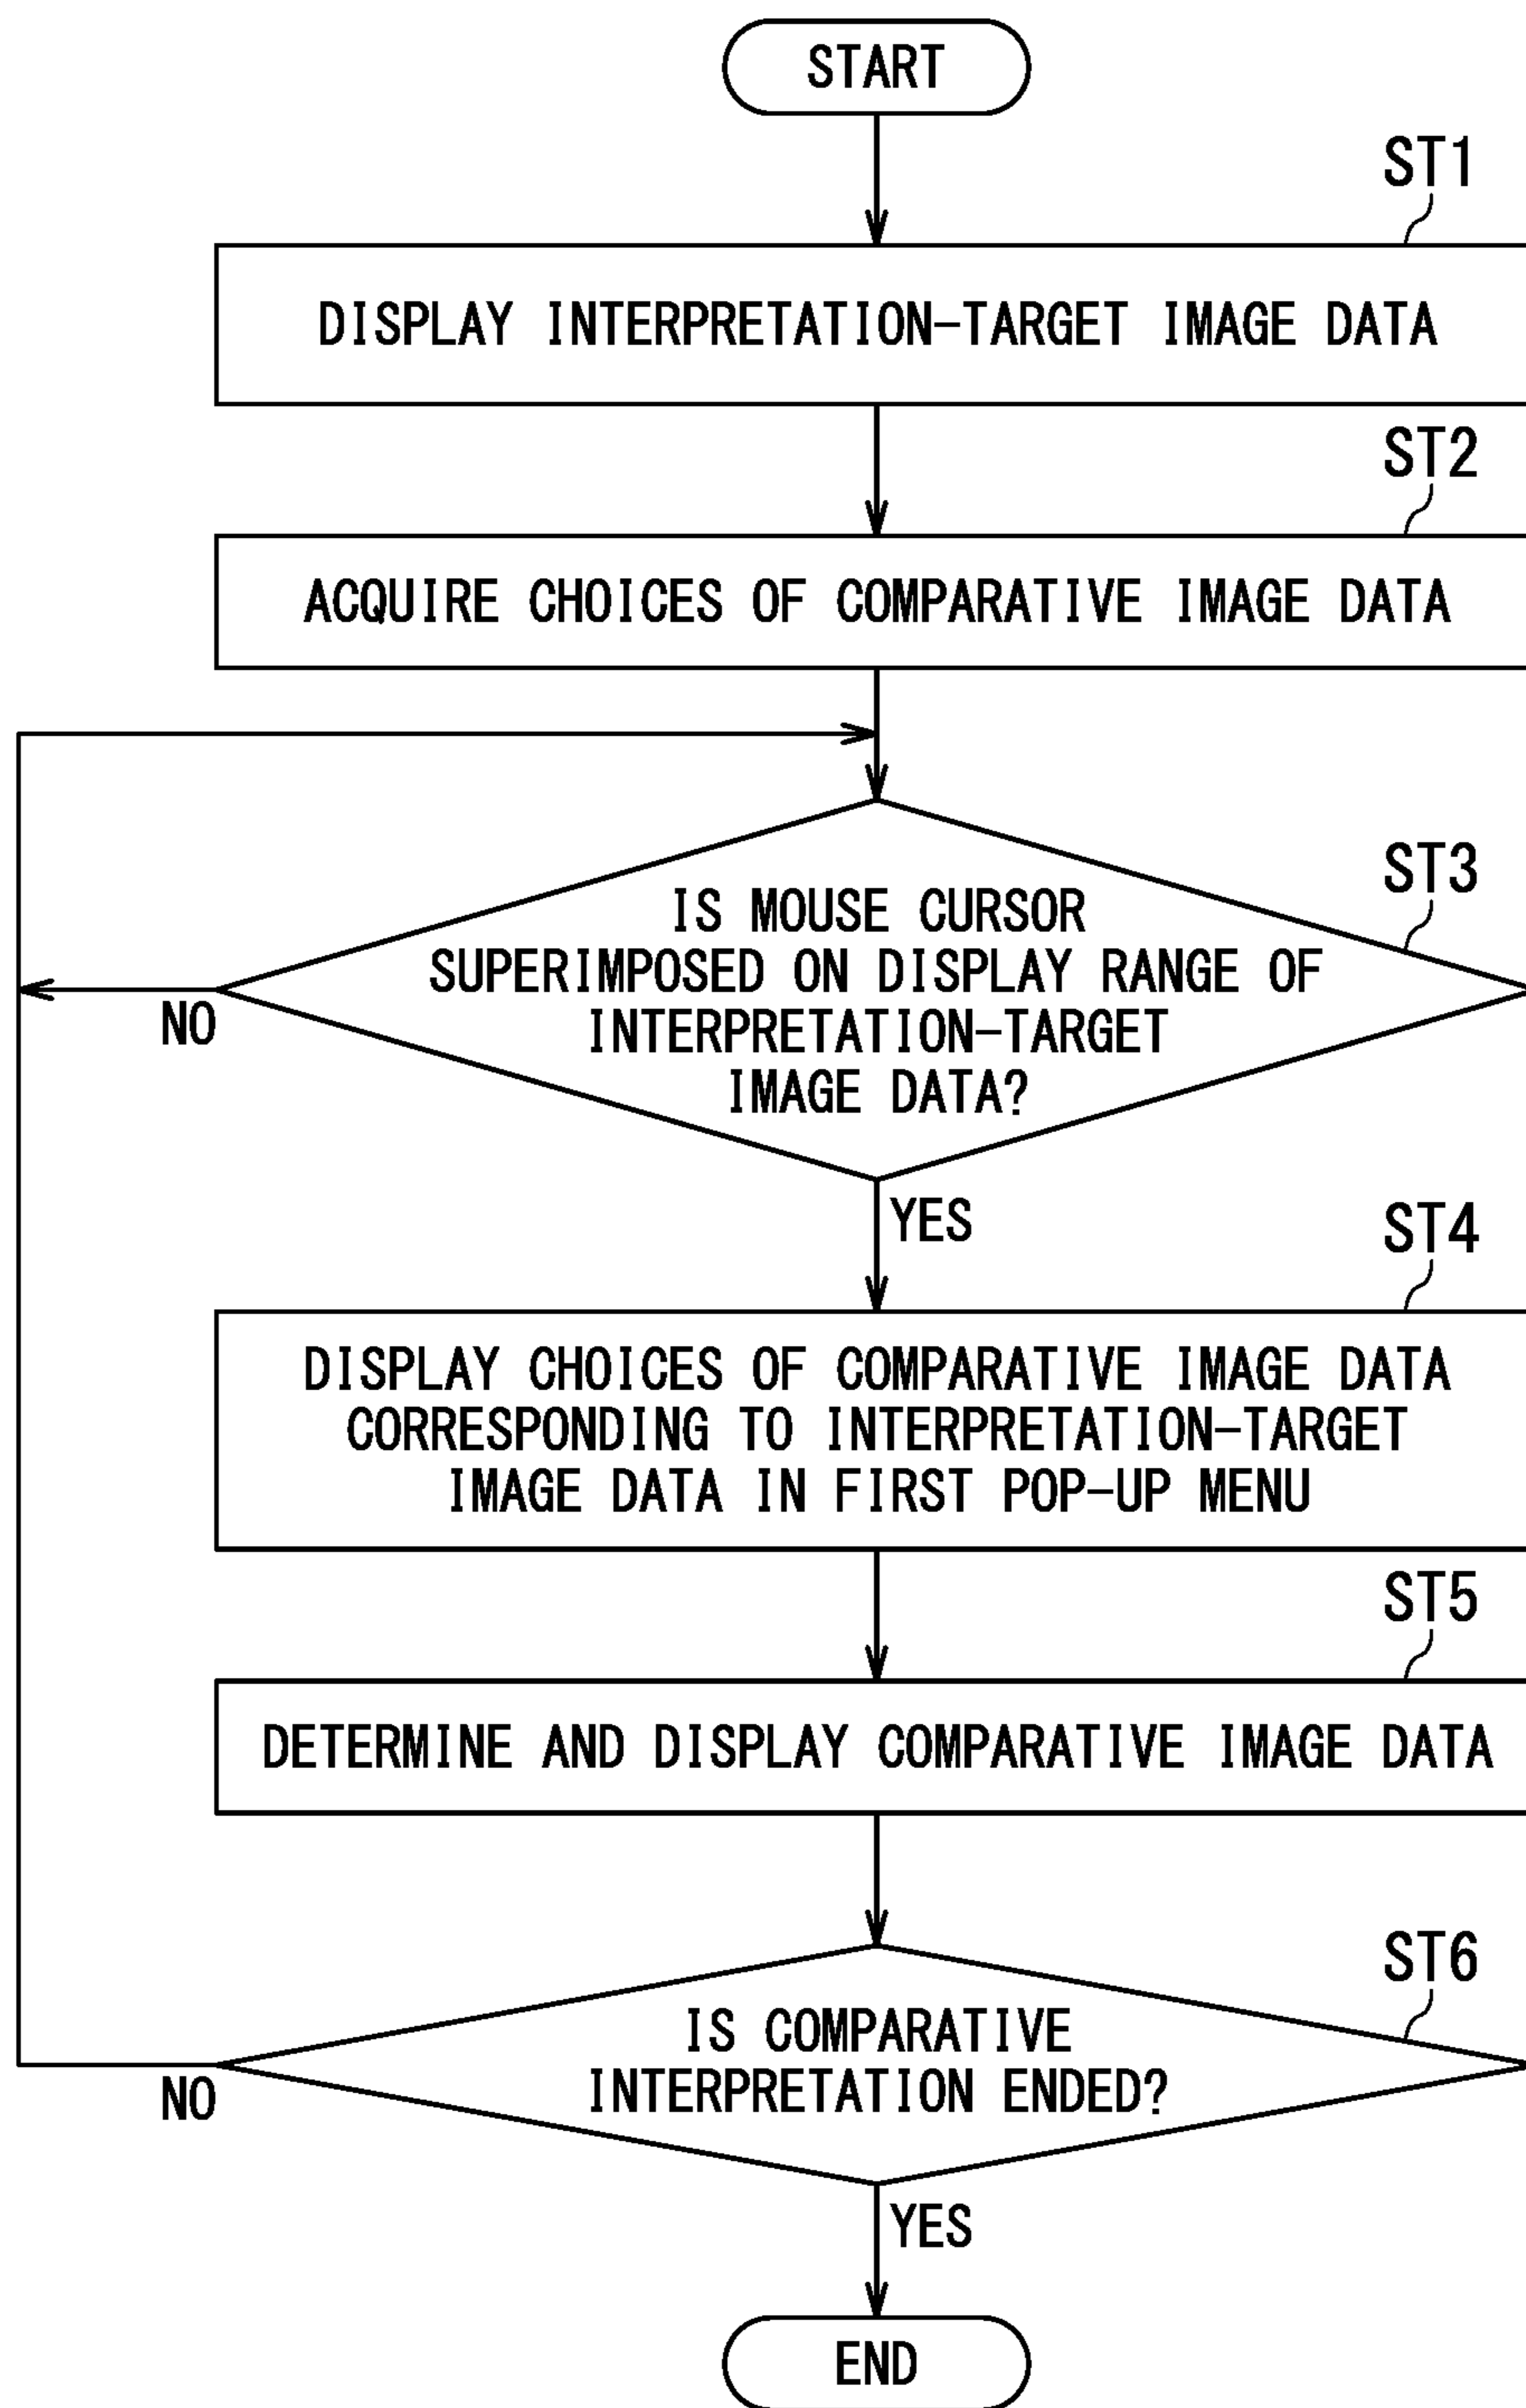 START
ST1
DISPLAY INTERPRETATION-TARGET IMAGE DATA
ST2
ACQUIRE CHOICES OF COMPARATIVE IMAGE DATA
ST3
IS MOUSE CURSOR
SUPERIMPOSED ON DISPLAY RANGE OF
INTERPRETATION-TARGET
IMAGE DATA?
NO
YES
ST4
DISPLAY CHOICES OF COMPARATIVE IMAGE DATA
CORRESPONDING TO INTERPRETATION-TARGET
IMAGE DATA IN FIRST POP-UP MENU
ST5
DETERMINE AND DISPLAY COMPARATIVE IMAGE DATA
ST6
IS COMPARATIVE
INTERPRETATION ENDED?
NO
YES
END